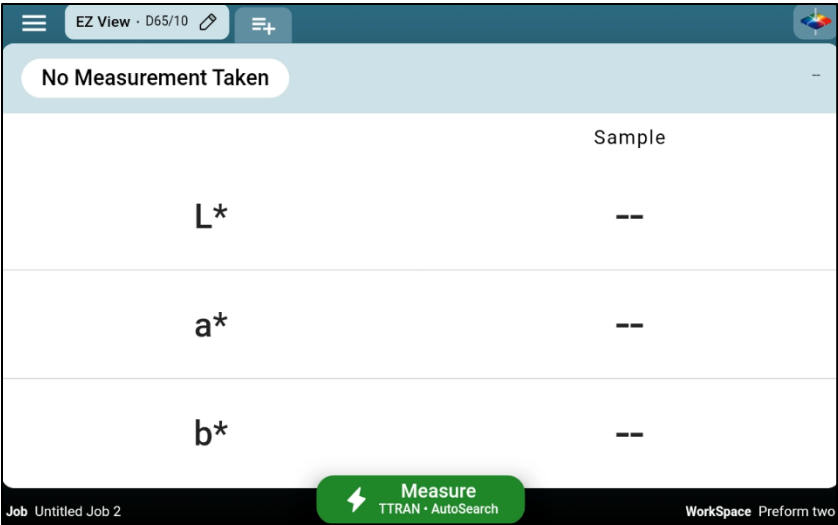 EZ View · D65/10
No Measurement Taken
--
Sample
L* --
a* --
b* --
Measure
TTRAN · AutoSearch
Job Untitled Job 2
WorkSpace Preform two